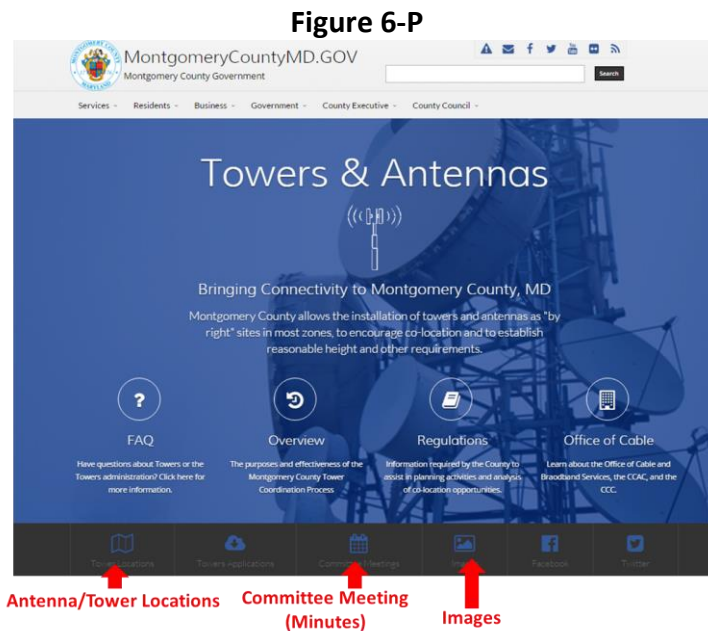 Figure 6-P
MONTGOMERY COUNTY
MARYLAND
MontgomeryCountyMD.GOV
Montgomery County Government
Search
Services
Residents
Business
Government
County Executive
County Council
Towers & Antennas
Bringing Connectivity to Montgomery County, MD
Montgomery County allows the installation of towers and antennas as "by
right" sites in most zones, to encourage co-location and to establish
reasonable height and other requirements.
?
FAQ
Have questions about Towers or the
Towers administration? Click here for
more information.
Overview
The purposes and effectiveness of the
Montgomery County Tower
Coordination Process
Regulations
Information required by the County to
assist in planning activities and analysis
of co-location opportunities.
Office of Cable
Learn about the Office of Cable and
Braodband Services, the CCAC, and the
CCC.
Tower Locations
Towers Applications
Committee Meetings
Facebook
Twitter
Antenna/Tower Locations
Committee Meeting
(Minutes)
Images